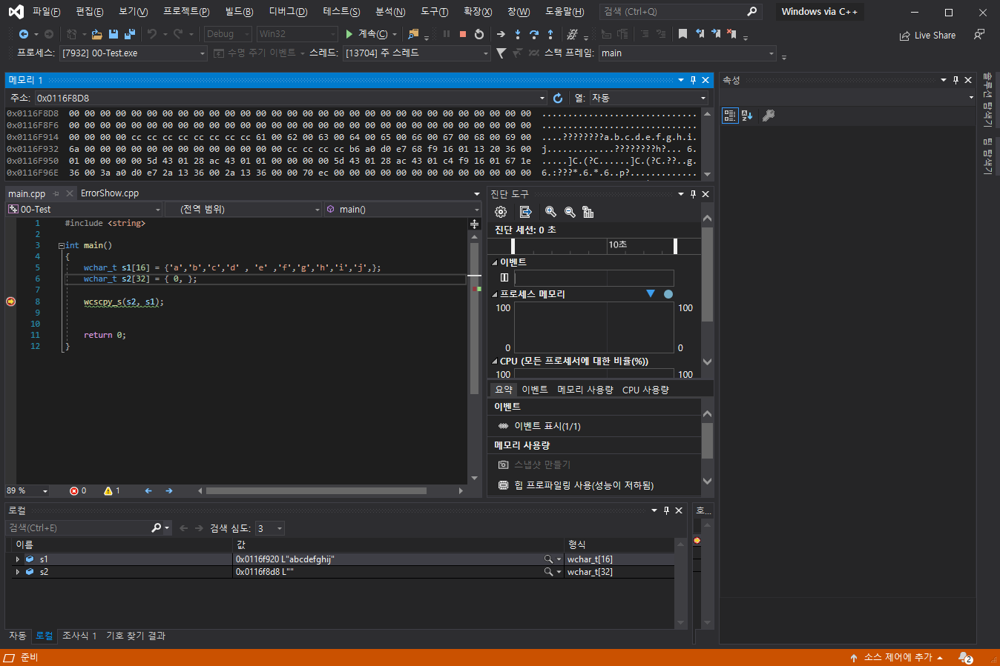 파일(F) 편집(E) 보기(V) 프로젝트(P) 빌드(B) 디버그(D) 테스트(S) 분석(N) 도구(T) 확장(X) 창(W) 도움말(H) 검색 (Ctrl+Q) Windows via C++
Debug Win32 계속(C) Live Share
프로세스: [7932] 00-Test.exe 수명 주기 이벤트 스레드: [13704] 주 스레드 스택 프레임: main
메모리 1
주소: 0x0116F8D8 열: 자동
0x0116F8D8 00 00 00 00 00 00 00 00 00 00 00 00 00 00 00 00 00 00 00 00 00 00 00 00 00 00 00 00 00 00 ..............................
0x0116F8F6 00 00 00 00 00 00 00 00 00 00 00 00 00 00 00 00 00 00 00 00 00 00 00 00 00 00 00 00 00 00 ..............................
0x0116F914 00 00 00 00 cc cc cc cc cc cc cc cc 61 00 62 00 63 00 64 00 65 00 66 00 67 00 68 00 69 00 ....????????a.b.c.d.e.f.g.h.i.
0x0116F932 6a 00 00 00 00 00 00 00 00 00 00 00 00 00 cc cc cc cc b6 a0 d0 e7 68 f9 16 01 13 20 36 00 j.............????????h?... 6.
0x0116F950 01 00 00 00 00 5d 43 01 28 ac 43 01 01 00 00 00 00 5d 43 01 28 ac 43 01 c4 f9 16 01 67 1e .....]C.(?C......]C.(?C.??..g.
0x0116F96E 36 00 3a a0 d0 e7 2a 13 36 00 2a 13 36 00 00 70 ec 00 00 00 00 00 00 00 00 00 00 00 00 00 6.:???*.6.*.6..p?.............
속성
솔루션 탐색기
팀 탐색기
main.cpp ErrorShow.cpp
00-Test (전역 범위) main()
1 #include <string>
2
3 int main()
4 {
5 wchar_t s1[16] = {'a','b','c','d' , 'e' ,'f','g','h','i','j',};
6 wchar_t s2[32] = { 0, };
7
8 wcscpy_s(s2, s1);
9
10
11 return 0;
12 }
89 % 0 1
진단 도구
진단 세션: 0 초
10초
이벤트
프로세스 메모리
100 100
0 0
CPU (모든 프로세서에 대한 비율(%))
100 100
요약 이벤트 메모리 사용량 CPU 사용량
이벤트
이벤트 표시(1/1)
메모리 사용량
스냅샷 만들기
힙 프로파일링 사용(성능이 저하됨)
로컬
호...
검색(Ctrl+E) 검색 심도: 3
이름 값 형식
s1 0x0116f920 L"abcdefghij" wchar_t[16]
s2 0x0116f8d8 L"" wchar_t[32]
자동 로컬 조사식 1 기호 찾기 결과
준비 소스 제어에 추가 2